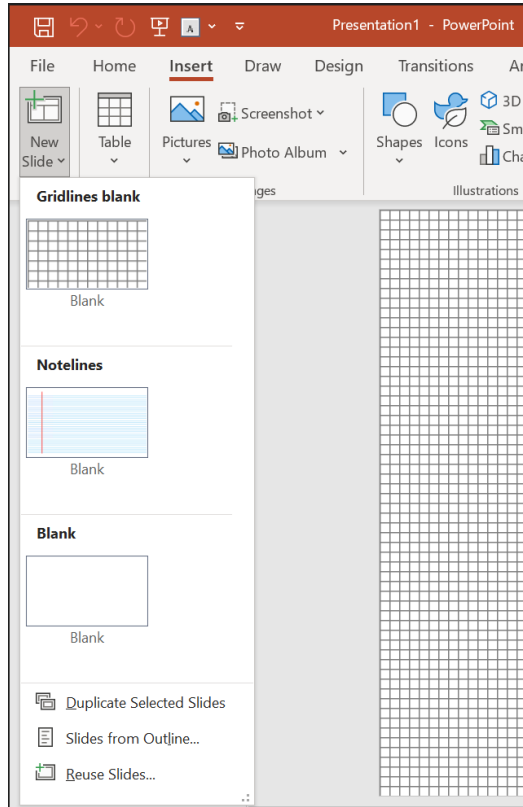 Presentation1 - PowerPoint
File Home Insert Draw Design Transitions
New Slide
Table
Pictures
Screenshot
Photo Album
Shapes
Icons
3D
Illustrations
Gridlines blank
Blank
Notelines
Blank
Blank
Blank
Duplicate Selected Slides
Slides from Outline...
Reuse Slides...